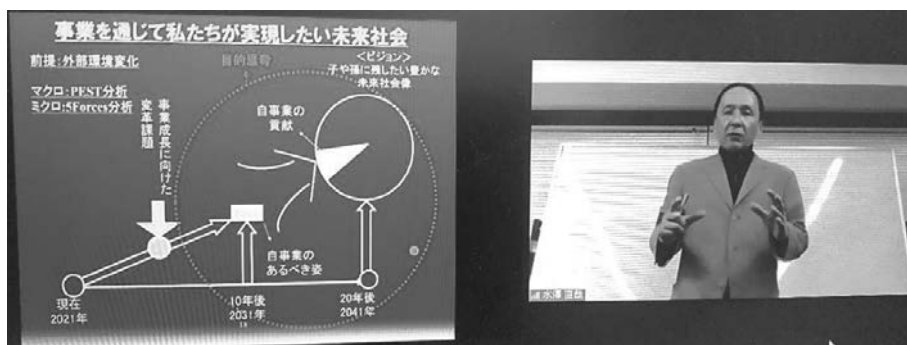 事業を通じて私たちが実現したい未来社会
前提:外部環境変化
目的意識
＜ビジョン＞
子や孫に残したい豊かな
未来社会像
マクロ:PEST分析
ミクロ:5Forces分析
事業成長に向けた
変革課題
自事業の
貢献
自事業の
あるべき姿
現在
2021年
10年後
2031年
20年後
2041年
18